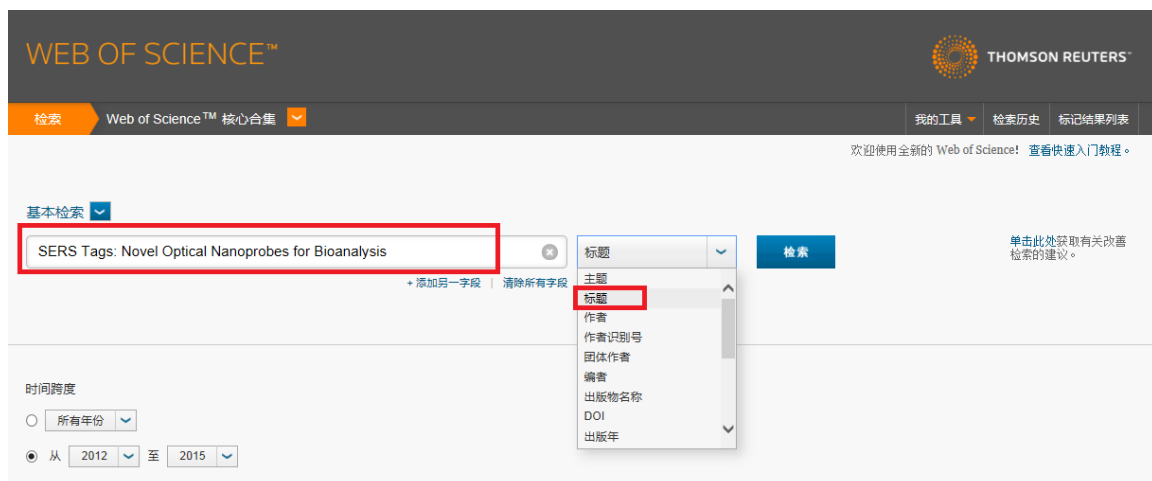 WEB OF SCIENCE™
THOMSON REUTERS™
检索 Web of Science™ 核心合集
我的工具 检索历史 标记结果列表
欢迎使用全新的 Web of Science! 查看快速入门教程。
基本检索
SERS Tags: Novel Optical Nanoprobes for Bioanalysis
标题
检索
单击此处获取有关改善
检索的建议。
+ 添加另一字段 | 清除所有字段
主题
标题
作者
作者识别号
团体作者
编者
出版物名称
DOI
出版年
时间跨度
所有年份
从 2012 至 2015